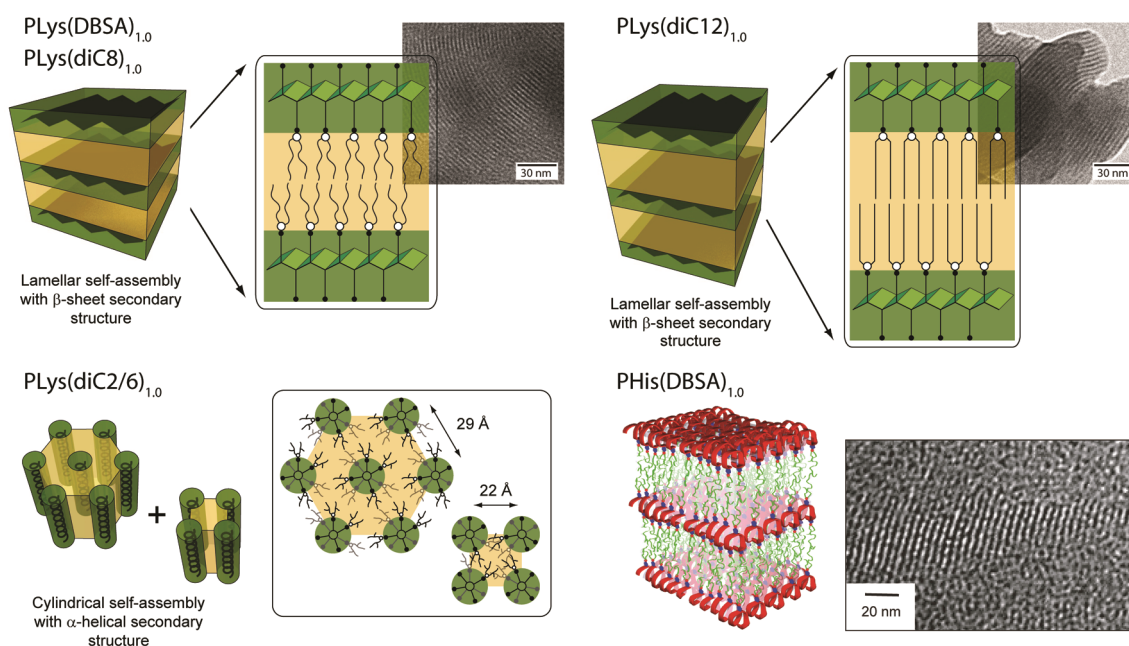 PLys(DBSA)1.0
PLys(diC8)1.0
30 nm
Lamellar self-assembly
with β-sheet secondary
structure
PLys(diC12)1.0
30 nm
Lamellar self-assembly
with β-sheet secondary
structure
PLys(diC2/6)1.0
+
29 Å
22 Å
Cylindrical self-assembly
with α-helical secondary
structure
PHis(DBSA)1.0
20 nm